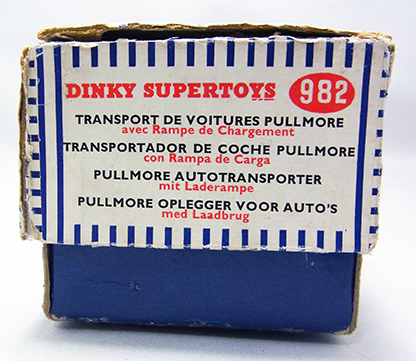 DINKY SUPERTOYS 982
TRANSPORT DE VOITURES PULLMORE
avec Rampe de Chargement
TRANSPORTADOR DE COCHE PULLMORE
con Rampa de Carga
PULLMORE AUTOTRANSPORTER
mit Laderampe
PULLMORE OPLEGGER VOOR AUTO'S
med Laadbrug